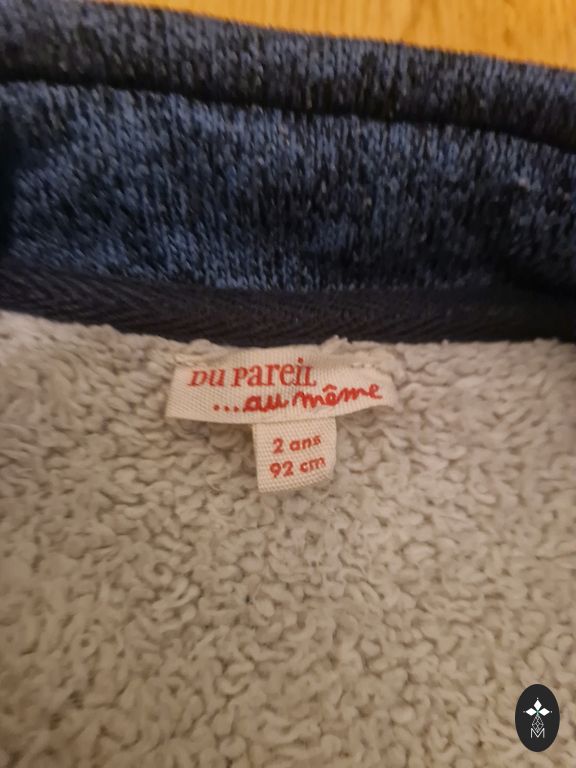 DU PAREIL
...au même
2 ans
92 cm